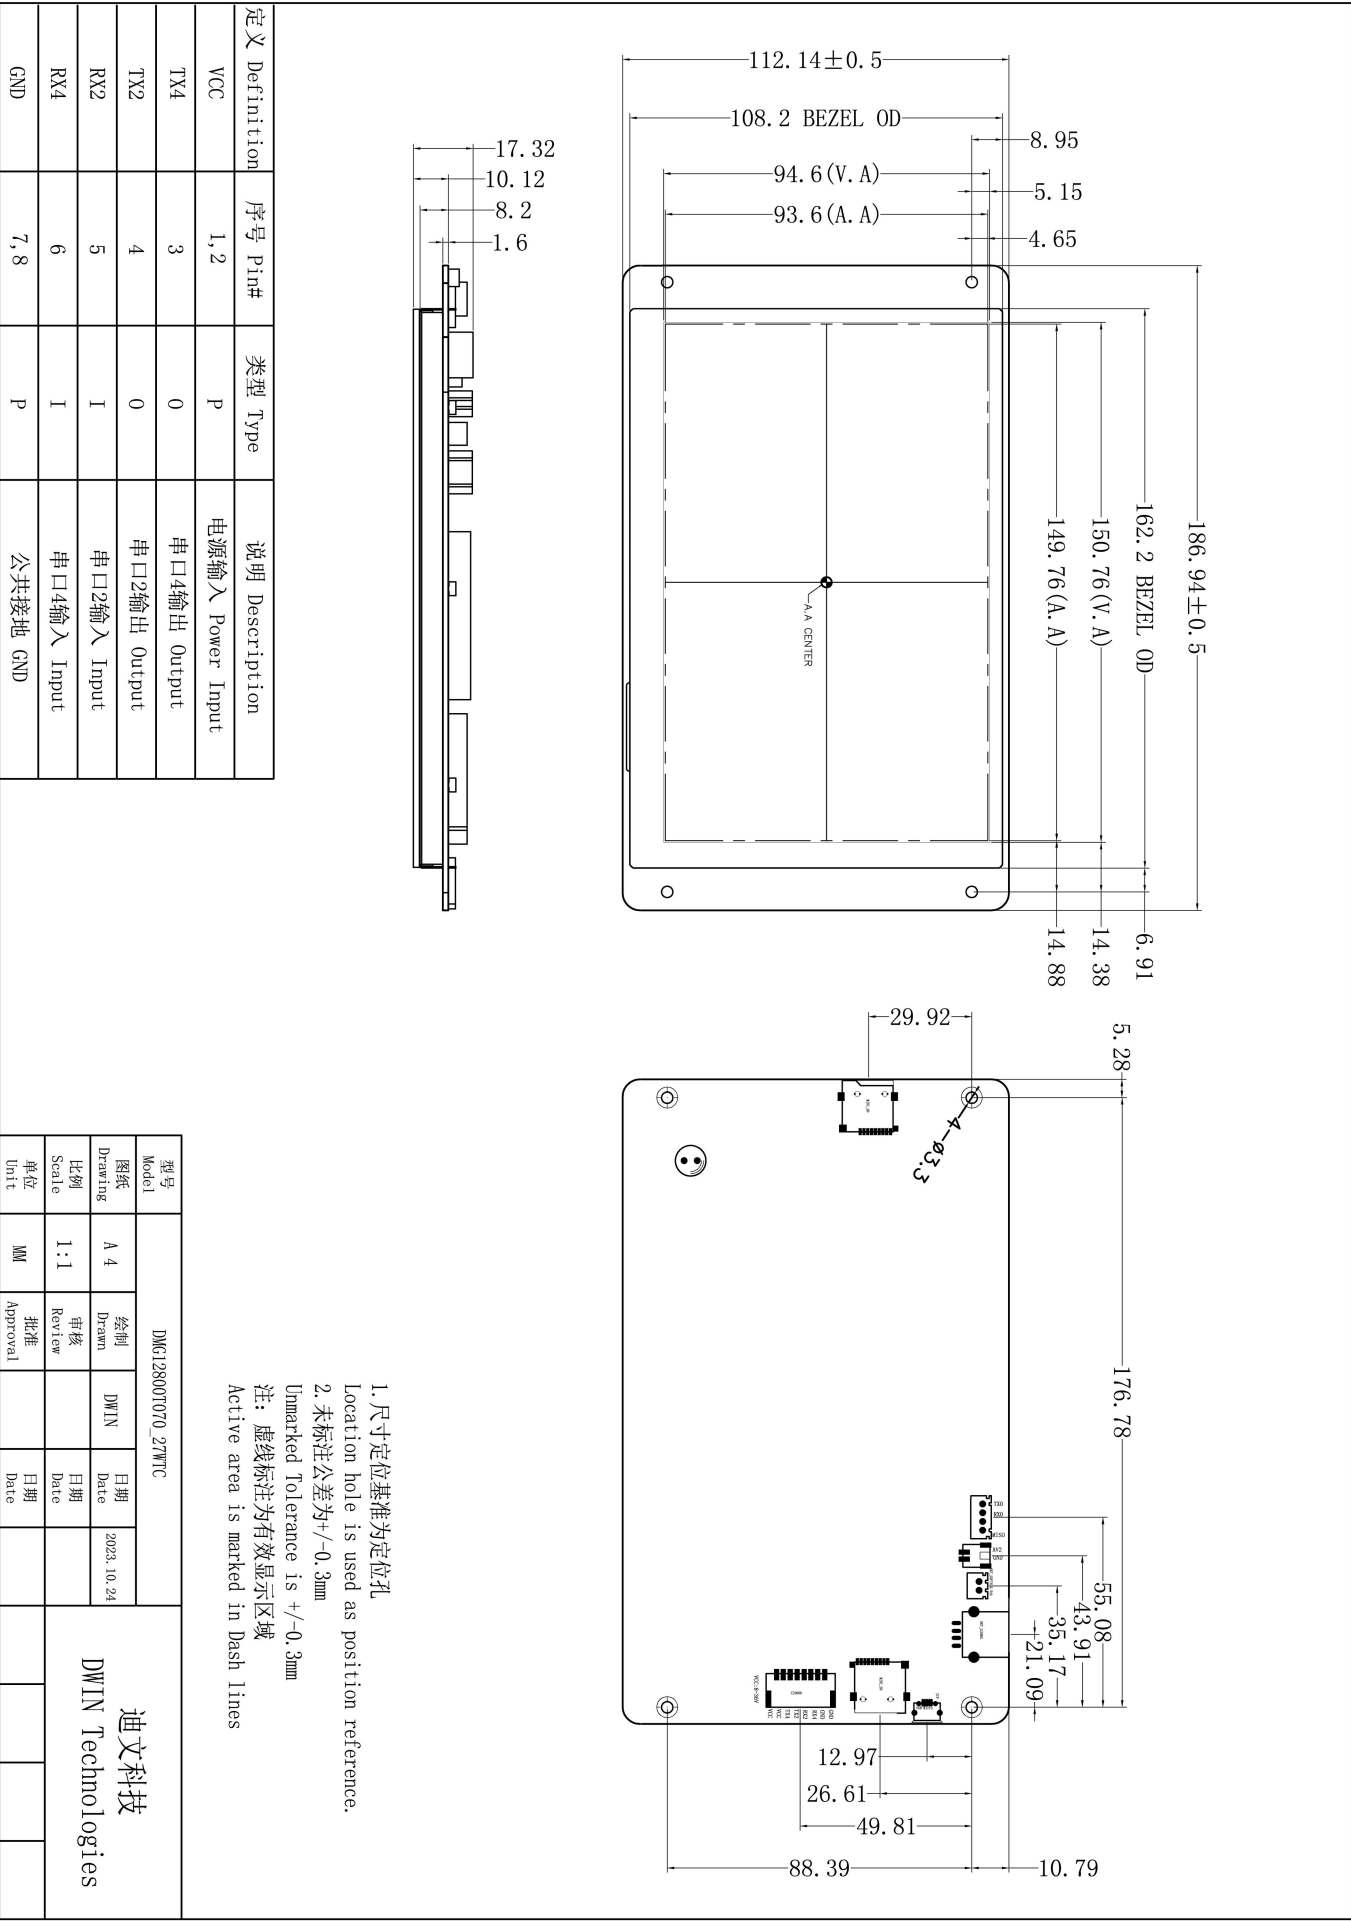 112.14±0.5
108.2 BEZEL OD
94.6(V.A)
93.6(A.A)
8.95
5.15
4.65
17.32
10.12
8.2
1.6
186.94±0.5
162.2 BEZEL OD
150.76(V.A)
149.76(A.A)
6.91
14.38
14.88
A.A CENTER
29.92
5.28
176.78
4-Ø3.3
55.08
43.91
35.17
21.09
12.97
26.61
49.81
88.39
10.79
GND
GND
RX4
RX2
TX2
TX4
VCC
VCC
定义 Definition 序号 Pin# 类型 Type 说明 Description
VCC 1,2 P 电源输入 Power Input
TX4 3 O 串口4输出 Output
TX2 4 O 串口2输出 Output
RX2 5 I 串口2输入 Input
RX4 6 I 串口4输入 Input
GND 7,8 P 公共接地 GND
1.尺寸定位基准为定位孔
Location hole is used as position reference.
2.未标注公差为+/-0.3mm
Unmarked Tolerance is +/-0.3mm
注: 虚线标注为有效显示区域
Active area is marked in Dash lines
型号 Model DMG12800T070_27WTC
图纸 Drawing A 4 绘制 Drawn DWIN 日期 Date 2023.10.24
比例 Scale 1:1 审核 Review 日期 Date
单位 Unit MM 批准 Approval 日期 Date
迪文科技
DWIN Technologies